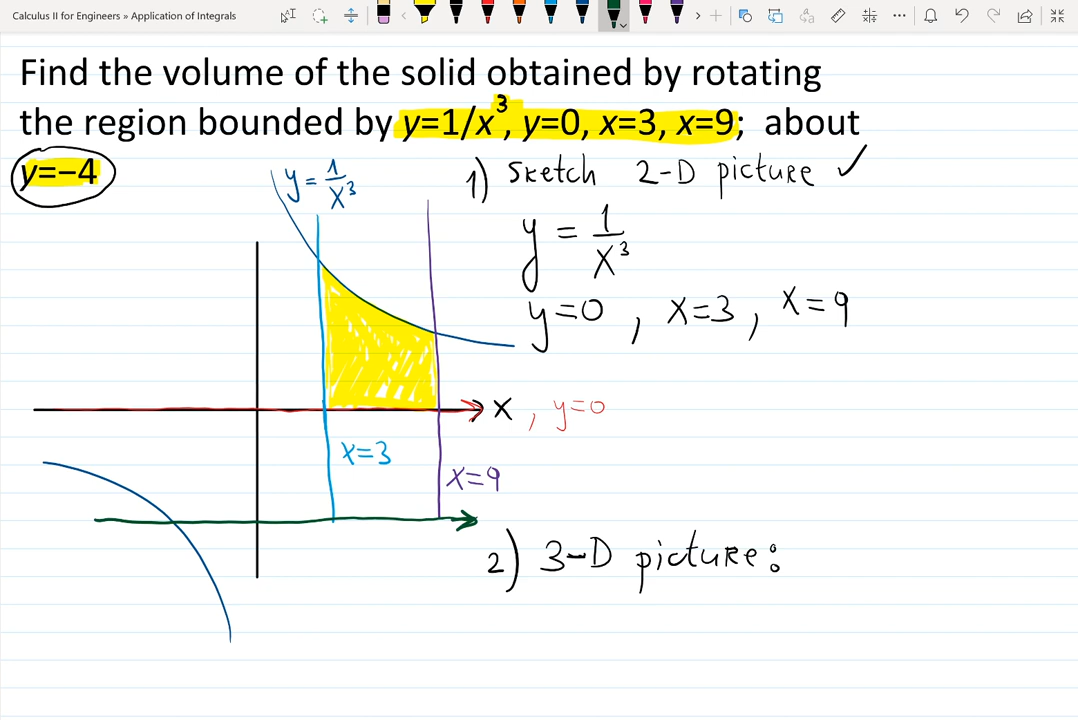 Calculus II for Engineers » Application of Integrals
Find the volume of the solid obtained by rotating
the region bounded by y=1/x³, y=0, x=3, x=9; about
y=−4
y = 1/x³
1) Sketch 2-D picture ✓
y = 1/x³
y=0, x=3, x=9
x, y=0
x=3
x=9
2) 3-D picture: